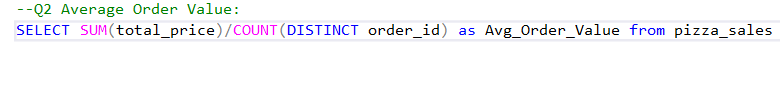 --Q2 Average Order Value:
SELECT SUM(total_price)/COUNT(DISTINCT order_id) as Avg_Order_Value from pizza_sales